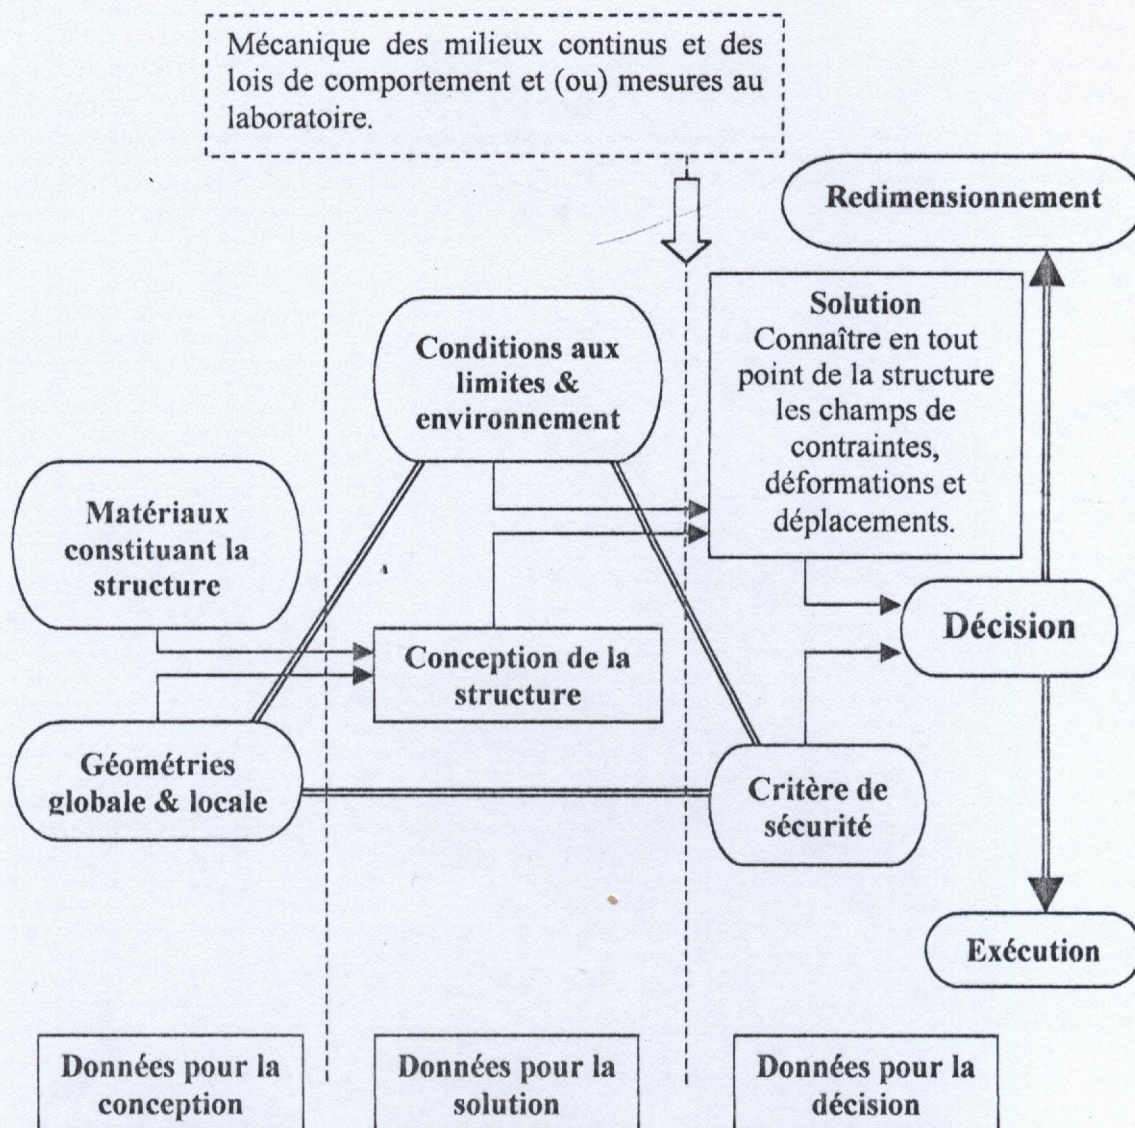 Mécanique des milieux continus et des
lois de comportement et (ou) mesures au
laboratoire.
Redimensionnement
Conditions aux
limites &
environnement
Solution
Connaître en tout
point de la structure
les champs de
contraintes,
déformations et
déplacements.
Matériaux
constituant la
structure
Conception de la
structure
Décision
Géométries
globale & locale
Critère de
sécurité
Exécution
Données pour la
conception
Données pour la
solution
Données pour la
décision